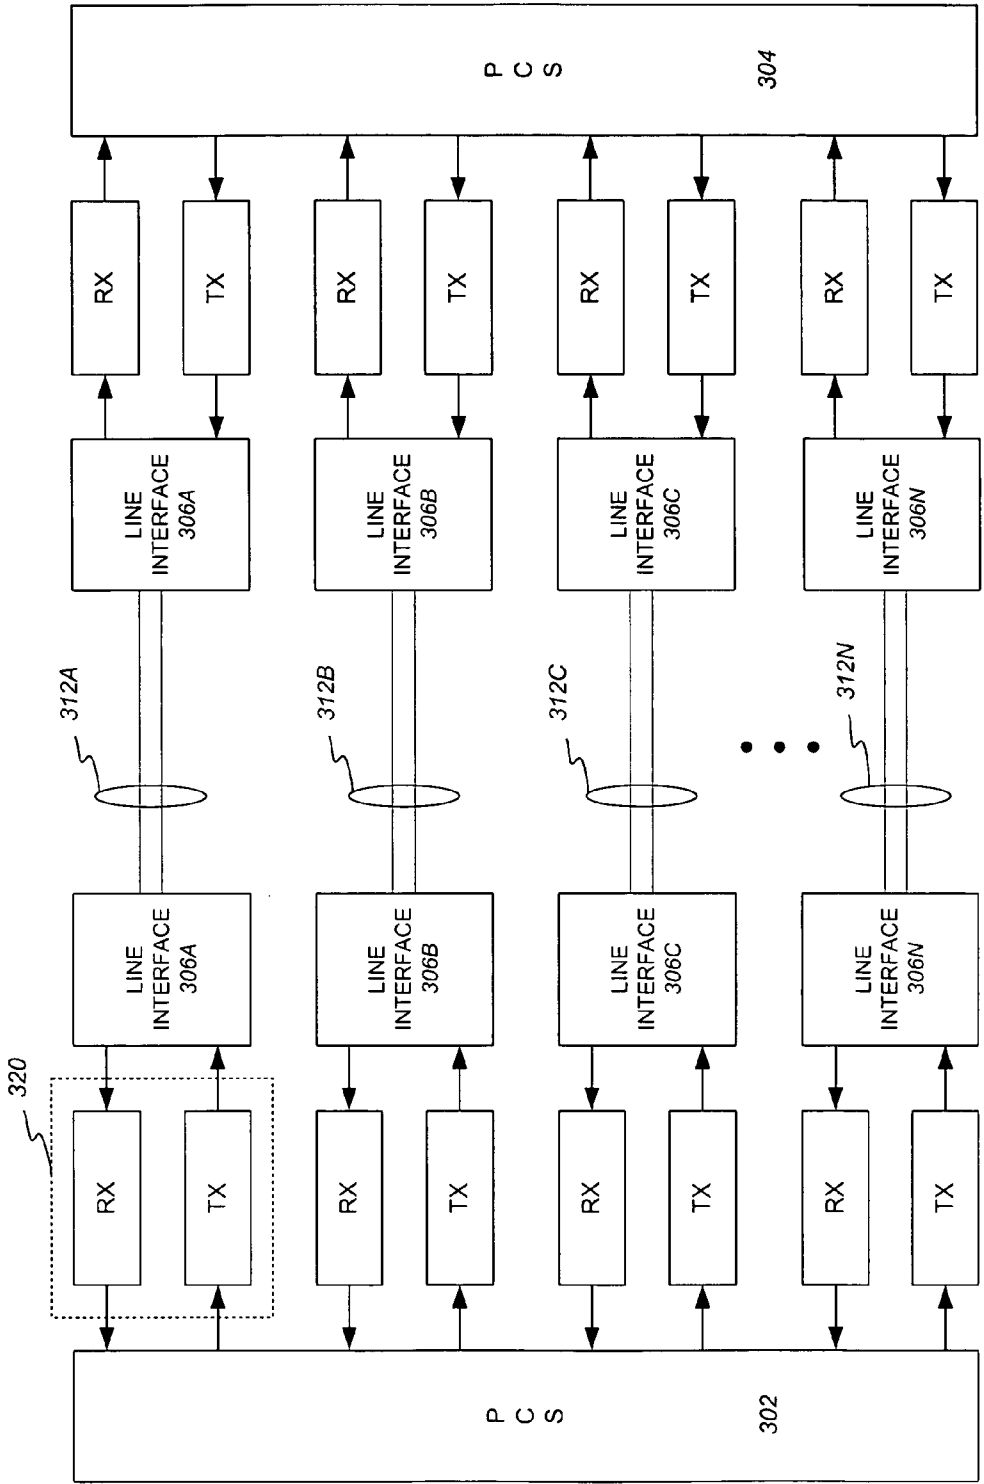 320
312A
RX
TX
LINE
INTERFACE
306A
LINE
INTERFACE
306A
RX
TX
312B
RX
TX
LINE
INTERFACE
306B
LINE
INTERFACE
306B
RX
TX
P
C
S
302
P
C
S
304
312C
RX
TX
LINE
INTERFACE
306C
LINE
INTERFACE
306C
RX
TX
312N
RX
TX
LINE
INTERFACE
306N
LINE
INTERFACE
306N
RX
TX